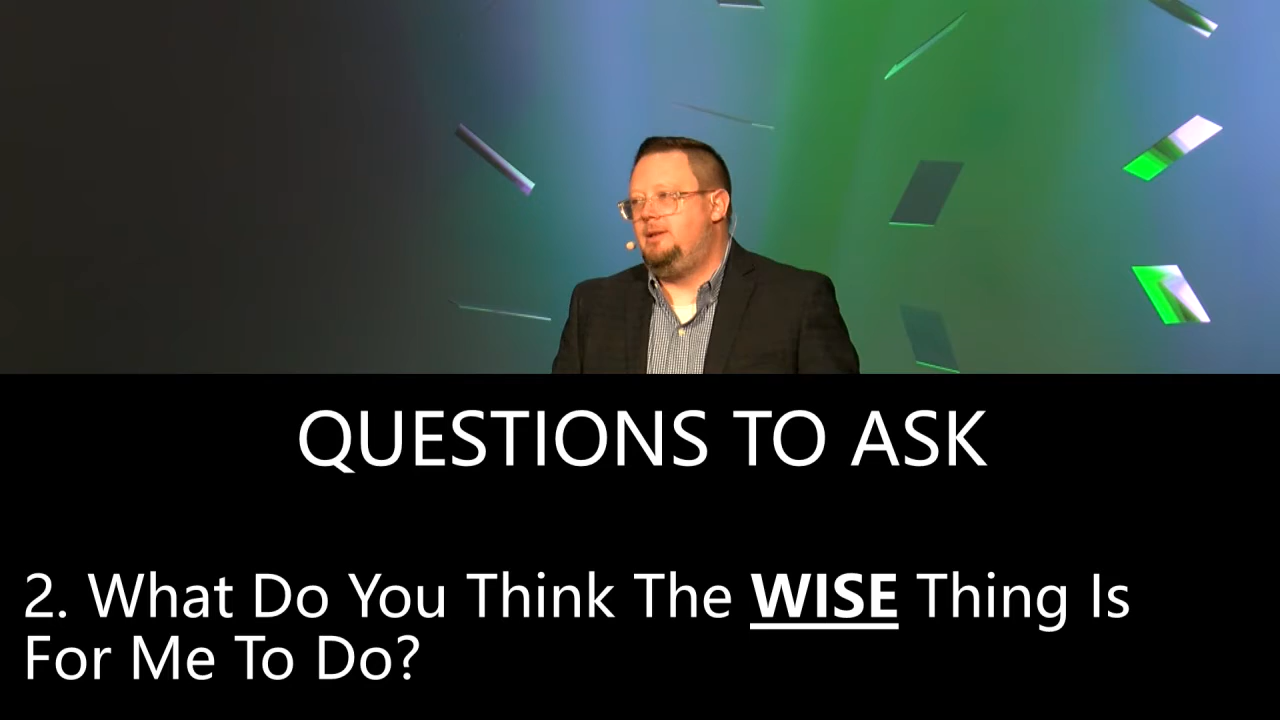 QUESTIONS TO ASK
2. What Do You Think The WISE Thing Is
For Me To Do?